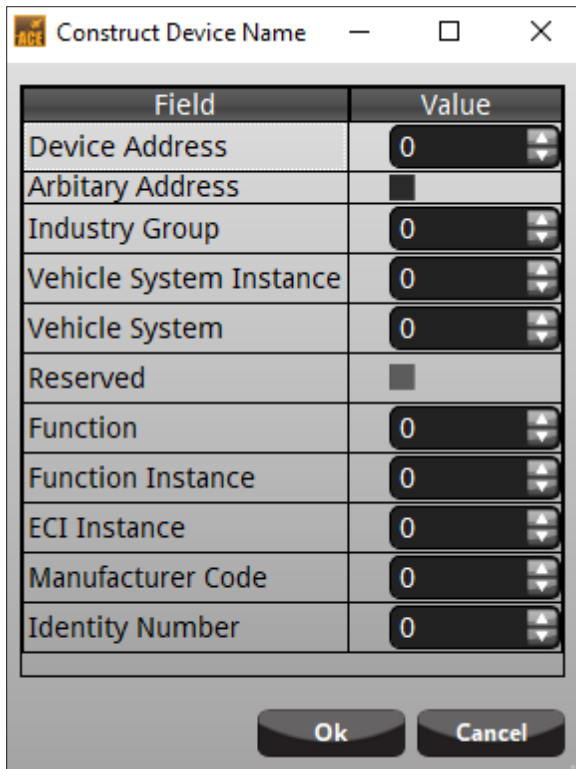 ACE Construct Device Name
Field Value
Device Address 0
Arbitary Address
Industry Group 0
Vehicle System Instance 0
Vehicle System 0
Reserved
Function 0
Function Instance 0
ECI Instance 0
Manufacturer Code 0
Identity Number 0
Ok Cancel